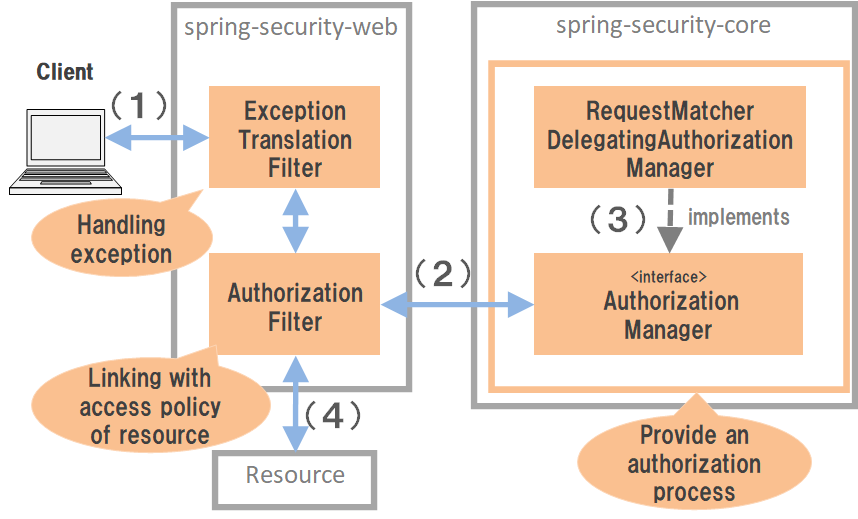 spring-security-web
spring-security-core
Client
(1)
Exception
Translation
Filter
RequestMatcher
DelegatingAuthorization
Manager
Handling
exception
(3)
implements
(2)
Authorization
Filter
<interface>
Authorization
Manager
Linking with
access policy
of resource
(4)
Provide an
authorization
process
Resource